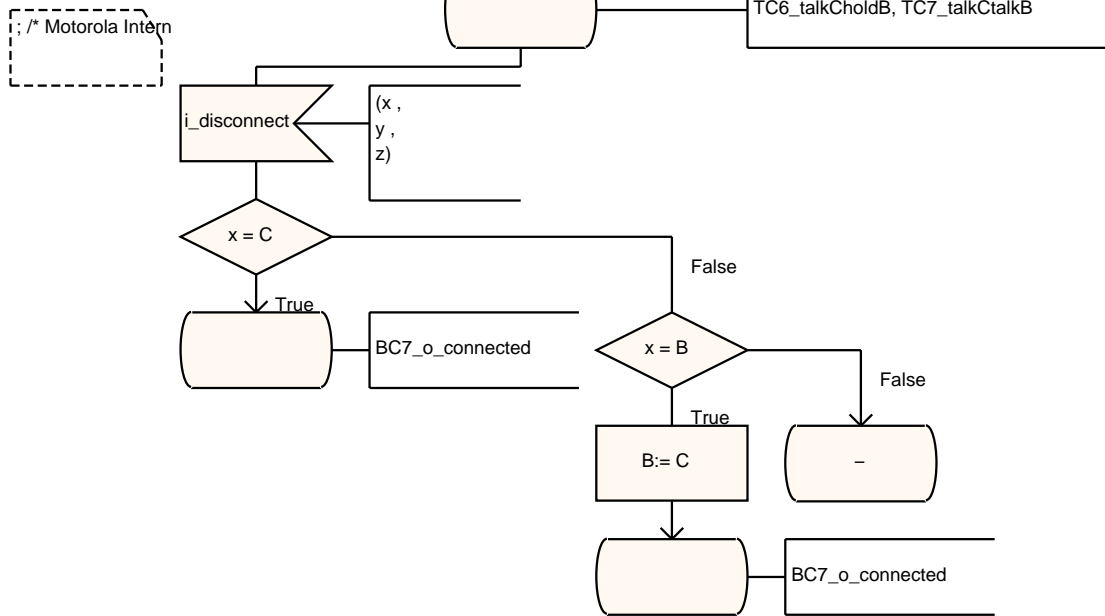 TC6_talkCholdB, TC7_talkCtalkB
; /* Motorola Intern
i_disconnect
(x ,
y ,
z)
x = C
False
True
BC7_o_connected
x = B
False
True
B:= C
–
BC7_o_connected